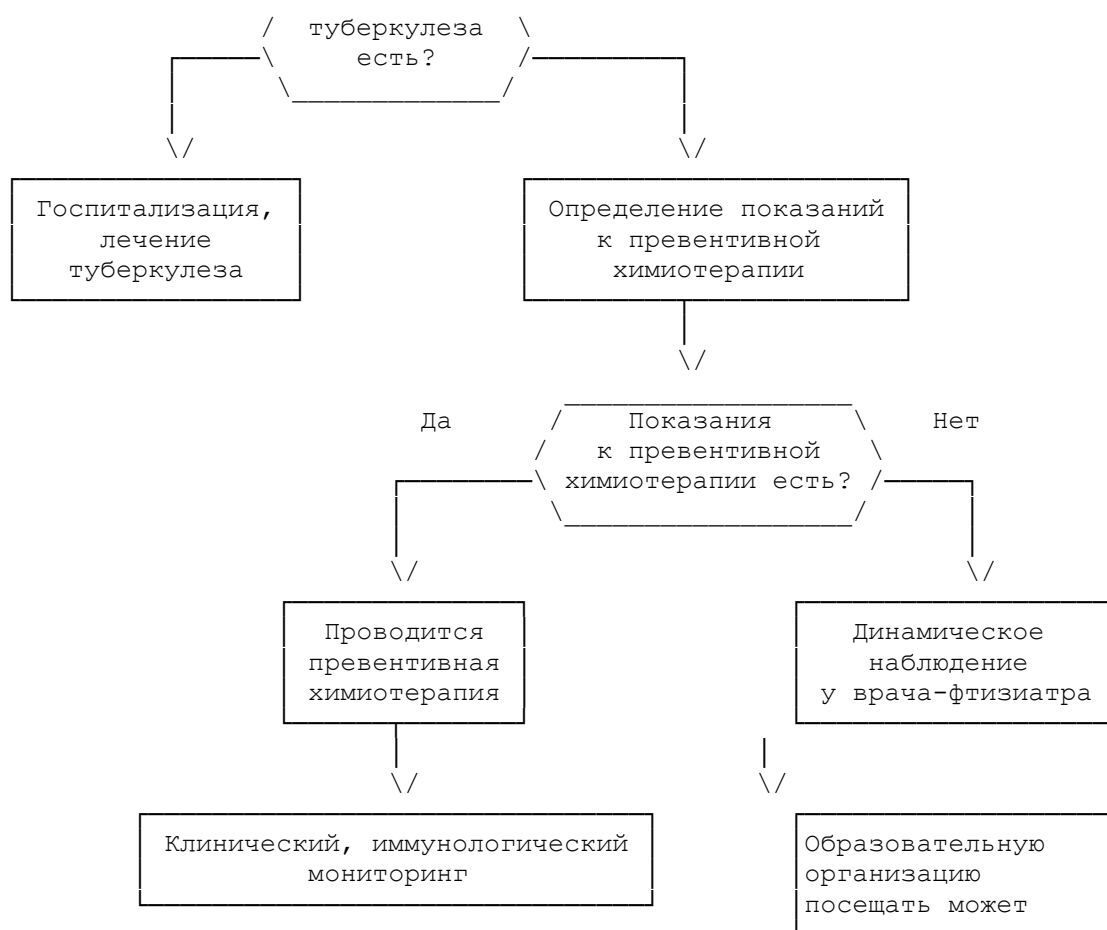 туберкулеза
есть?
Госпитализация,
лечение
туберкулеза
Определение показаний
к превентивной
химиотерапии
Да
Показания
к превентивной
химиотерапии есть?
Нет
Проводится
превентивная
химиотерапия
Динамическое
наблюдение
у врача-фтизиатра
Клинический, иммунологический
мониторинг
Образовательную
организацию
посещать может